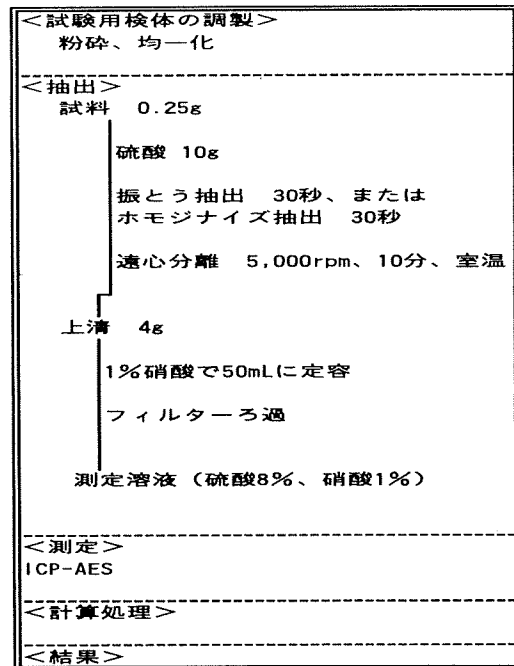 <試験用検体の調製>
粉砕、均一化
<抽出>
試料 0.25g
硫酸 10g
振とう抽出 30秒、または
ホモジナイズ抽出 30秒
遠心分離 5,000rpm、10分、室温
上清 4g
1%硝酸で50mLに定容
フィルターろ過
測定溶液（硫酸8%、硝酸1%）
<測定>
ICP-AES
<計算処理>
<結果>